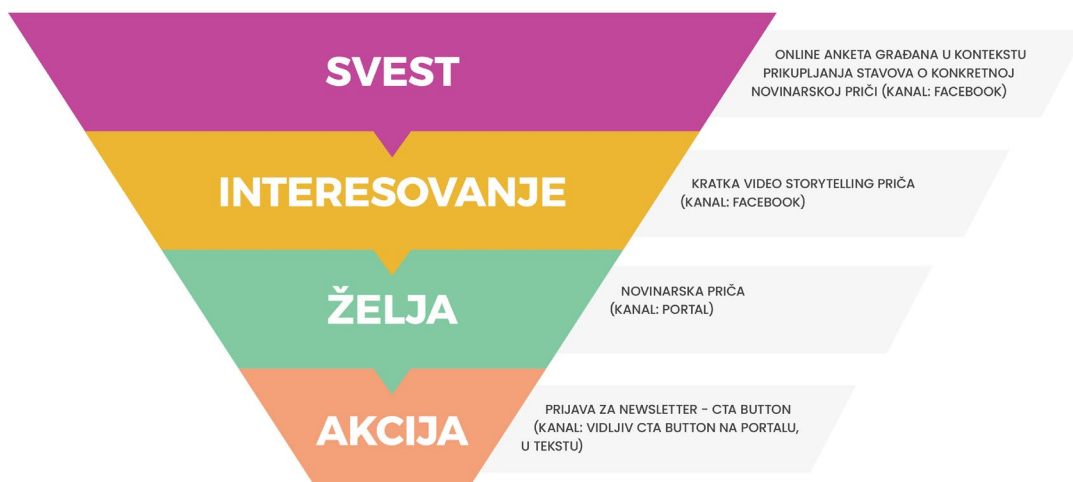 SVEST
ONLINE ANKETA GRAĐANA U KONTEKSTU
PRIKUPLJANJA STAVOVA O KONKRETNOJ
NOVINARSKOJ PRIČI (KANAL: FACEBOOK)
INTERESOVANJE
KRATKA VIDEO STORYTELLING PRIČA
(KANAL: FACEBOOK)
ŽELJA
NOVINARSKA PRIČA
(KANAL: PORTAL)
AKCIJA
PRIJAVA ZA NEWSLETTER - CTA BUTTON
(KANAL: VIDLJIV CTA BUTTON NA PORTALU,
U TEKSTU)